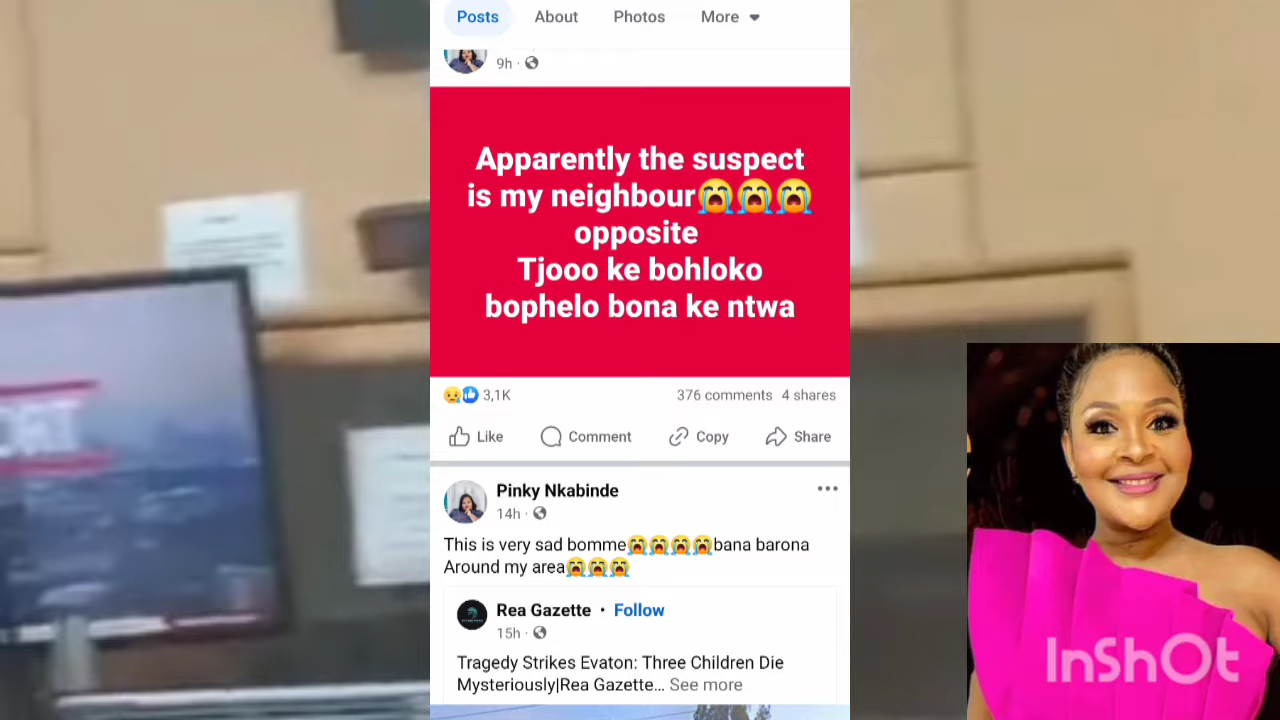 Posts About Photos More
9h
Apparently the suspect
is my neighbour😭😭😭
opposite
Tjooo ke bohloko
bophelo bona ke ntwa
3,1K 376 comments 4 shares
Like Comment Copy Share
Pinky Nkabinde
14h
This is very sad bomme😭😭😭😭bana barona
Around my area😭😭😭
Rea Gazette • Follow
15h
Tragedy Strikes Evaton: Three Children Die
Mysteriously|Rea Gazette... See more
InShOt